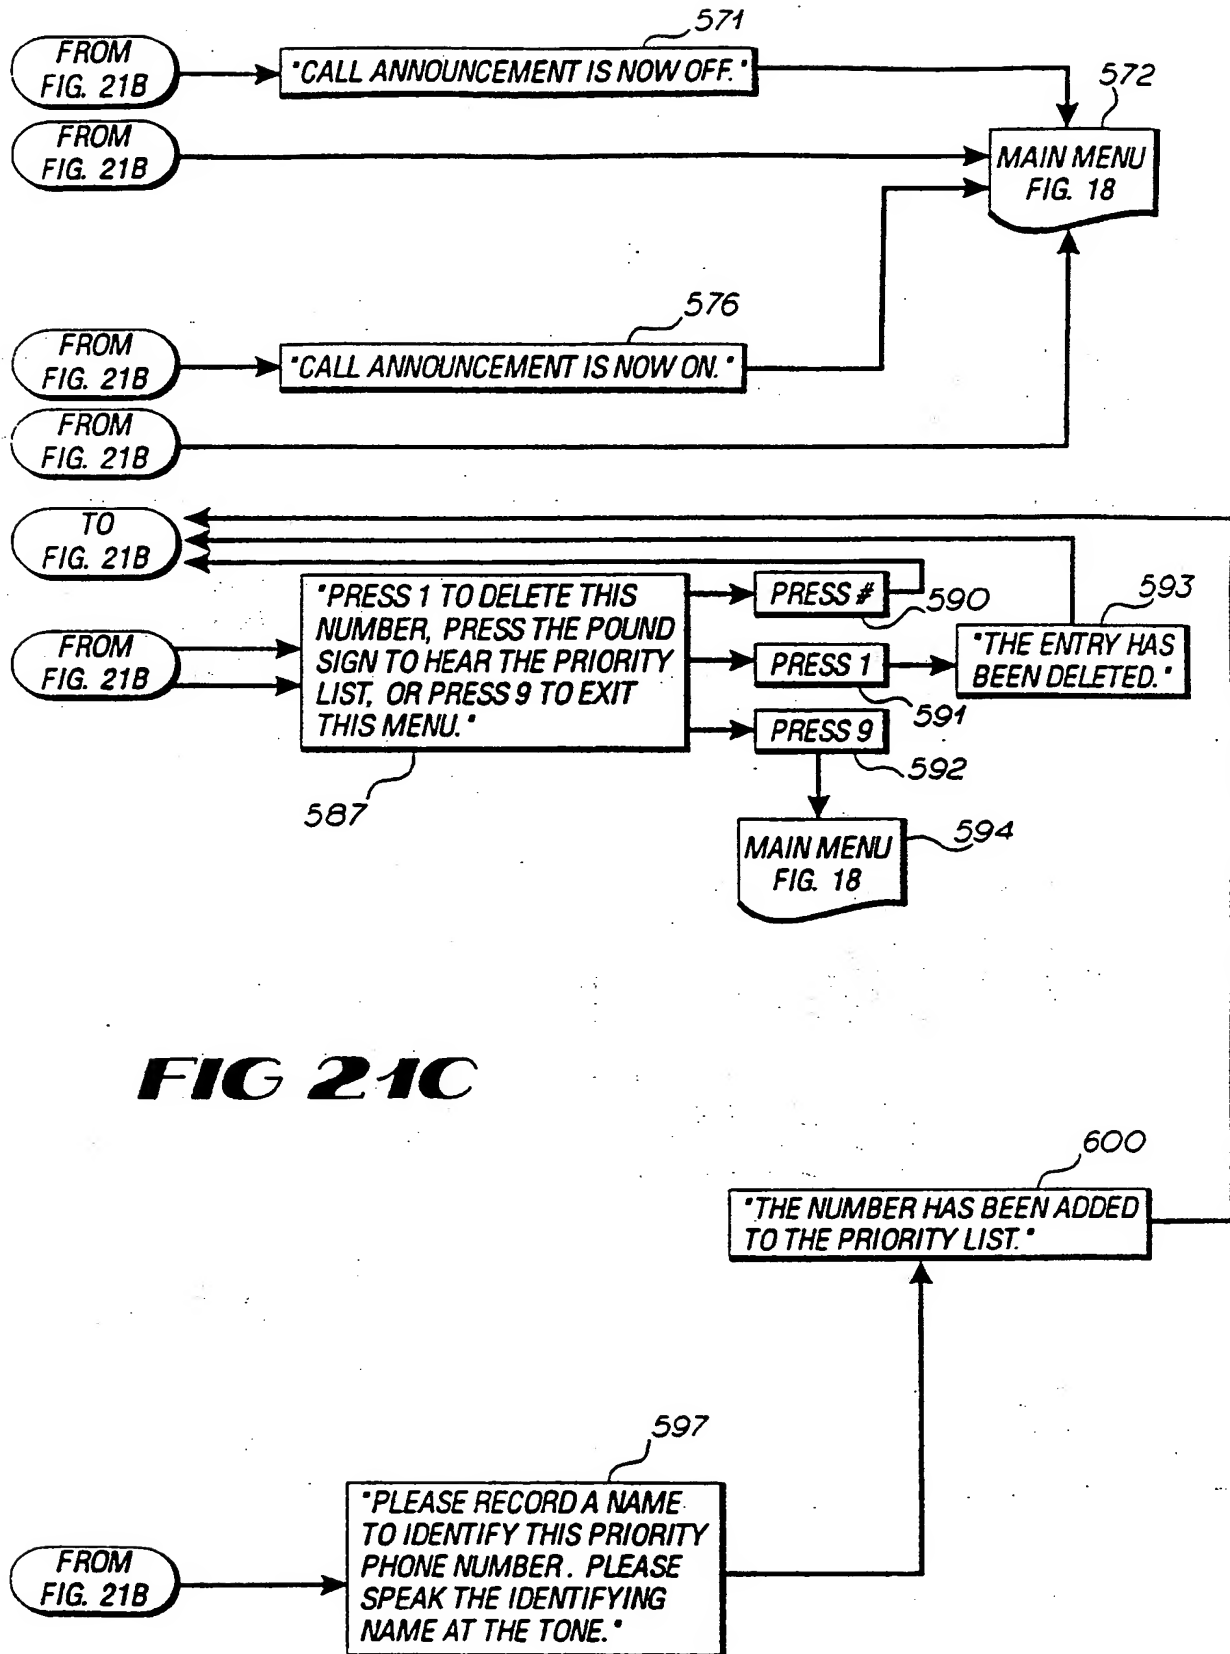 571
FROM
FIG. 21B
"CALL ANNOUNCEMENT IS NOW OFF."
572
FROM
FIG. 21B
MAIN MENU
FIG. 18
576
FROM
FIG. 21B
"CALL ANNOUNCEMENT IS NOW ON."
FROM
FIG. 21B
TO
FIG. 21B
"PRESS 1 TO DELETE THIS
NUMBER, PRESS THE POUND
SIGN TO HEAR THE PRIORITY
LIST, OR PRESS 9 TO EXIT
THIS MENU."
587
FROM
FIG. 21B
PRESS #
590
PRESS 1
591
PRESS 9
592
593
"THE ENTRY HAS
BEEN DELETED."
MAIN MENU
FIG. 18
594
FIG 21C
600
"THE NUMBER HAS BEEN ADDED
TO THE PRIORITY LIST."
597
FROM
FIG. 21B
"PLEASE RECORD A NAME
TO IDENTIFY THIS PRIORITY
PHONE NUMBER. PLEASE
SPEAK THE IDENTIFYING
NAME AT THE TONE."